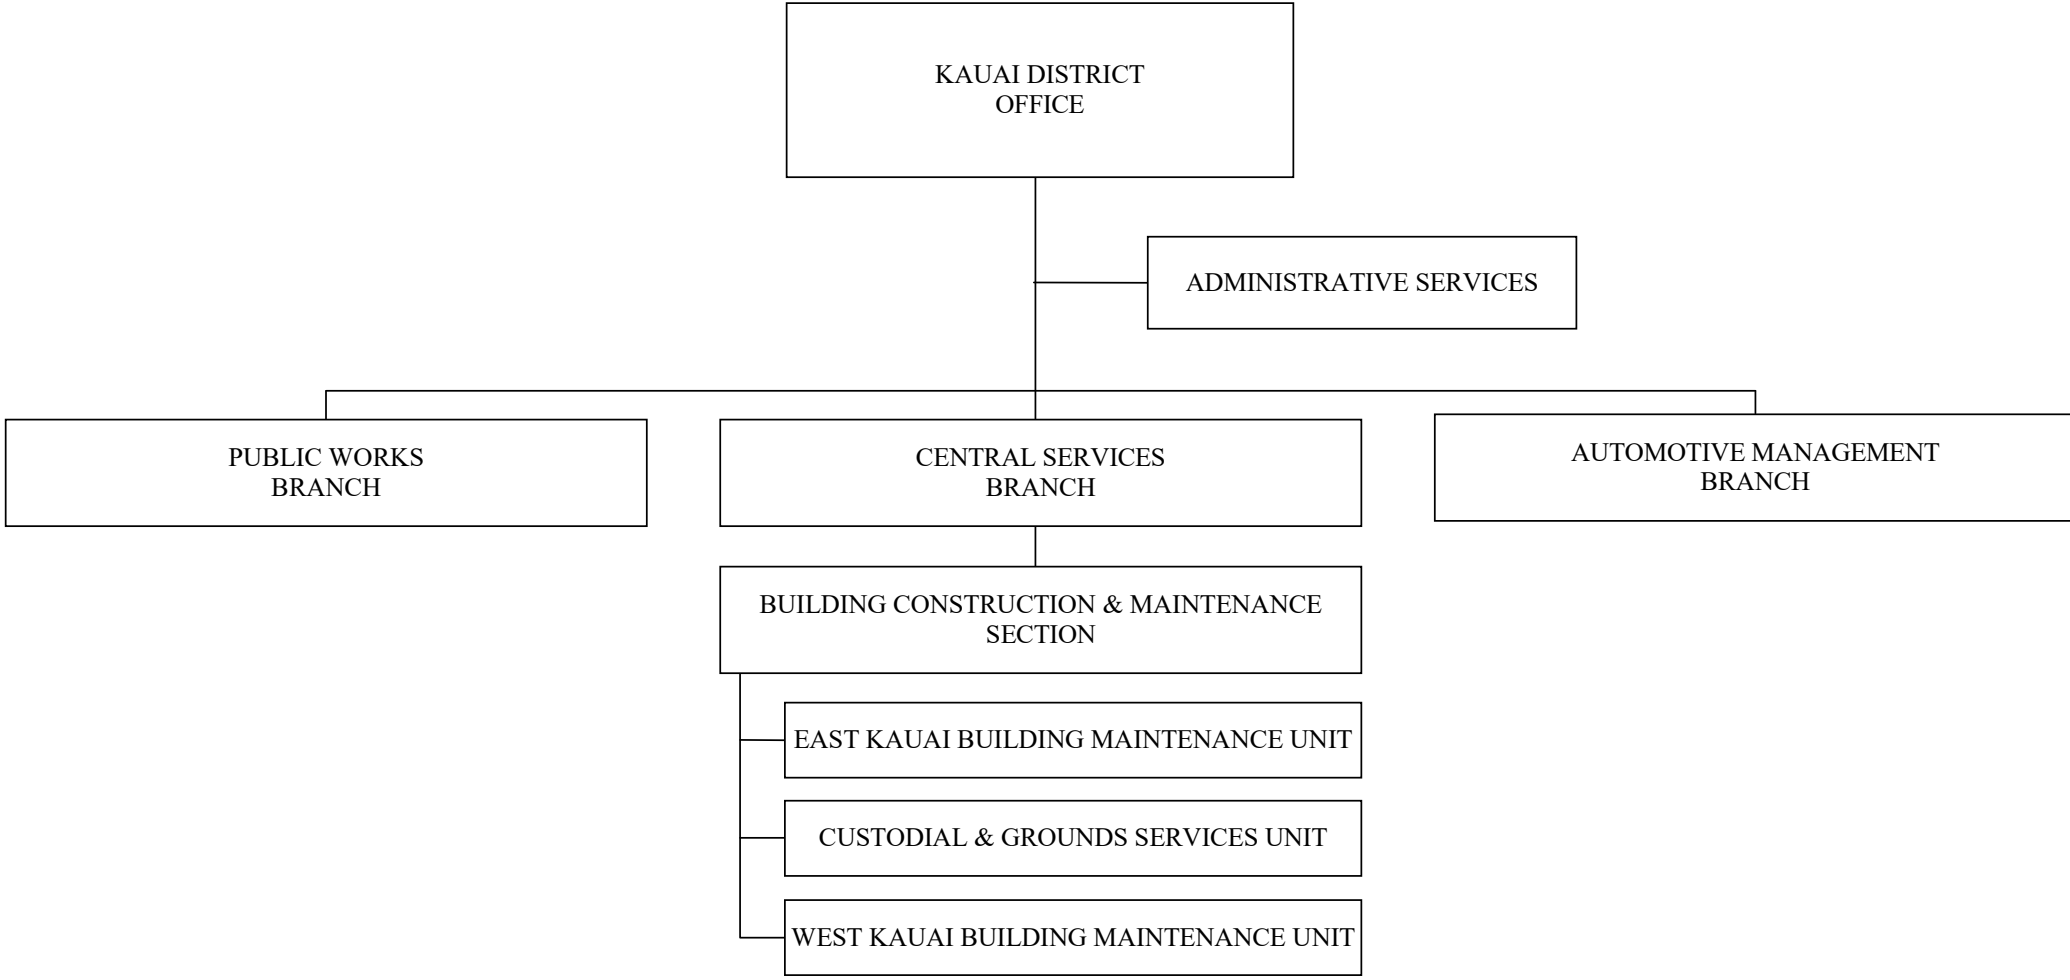 KAUAI DISTRICT
OFFICE
ADMINISTRATIVE SERVICES
PUBLIC WORKS
BRANCH
CENTRAL SERVICES
BRANCH
AUTOMOTIVE MANAGEMENT
BRANCH
BUILDING CONSTRUCTION & MAINTENANCE
SECTION
EAST KAUAI BUILDING MAINTENANCE UNIT
CUSTODIAL & GROUNDS SERVICES UNIT
WEST KAUAI BUILDING MAINTENANCE UNIT